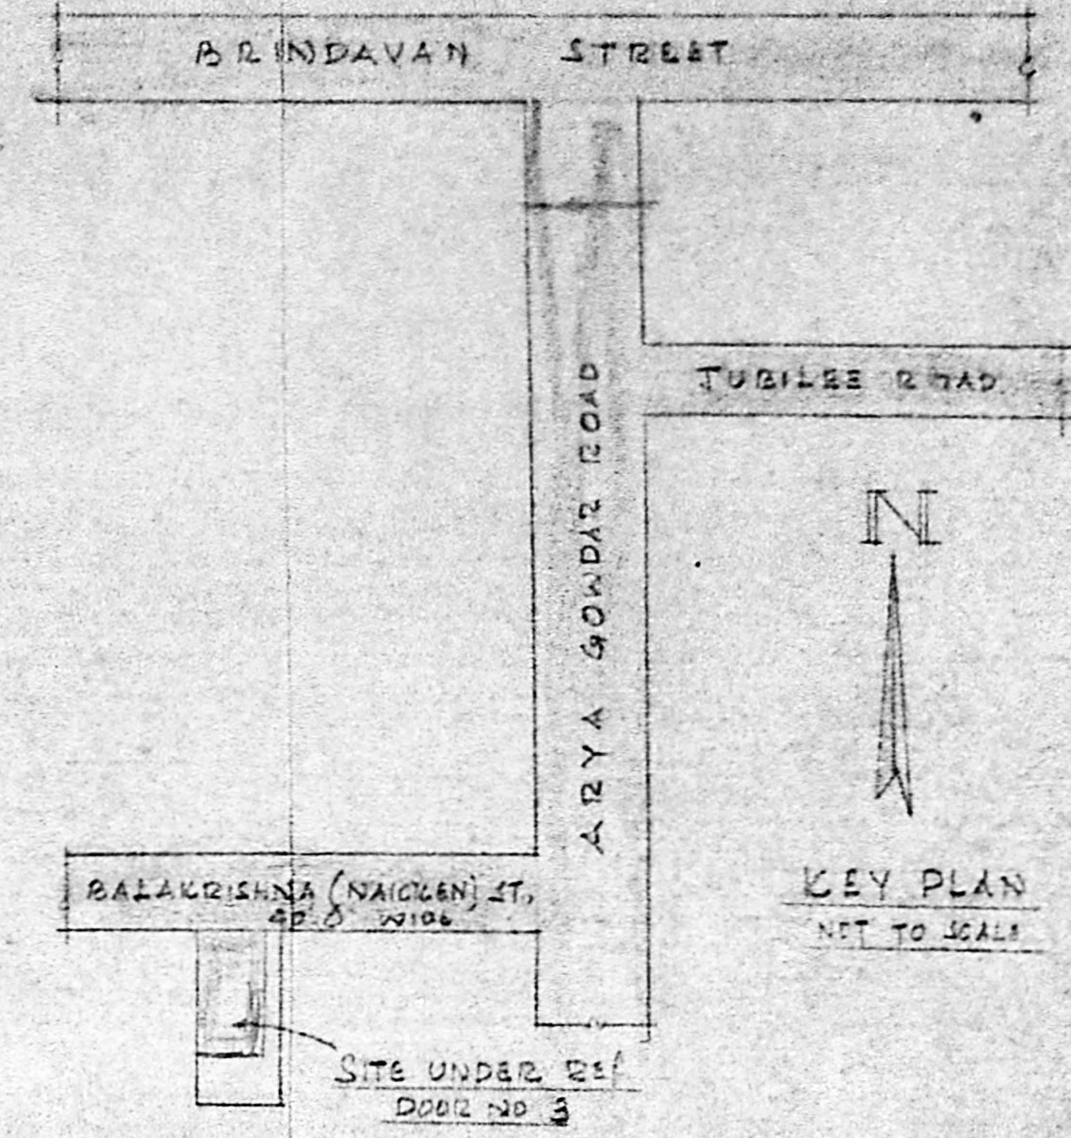 BRINDAVAN STREET
JUBILEE ROAD
ARYA GOWDAR ROAD
N
BALAKRISHNA (NAICKEN) ST.,
40.0 WIDE
KEY PLAN
NOT TO SCALE
SITE UNDER REF
DOOR NO 3